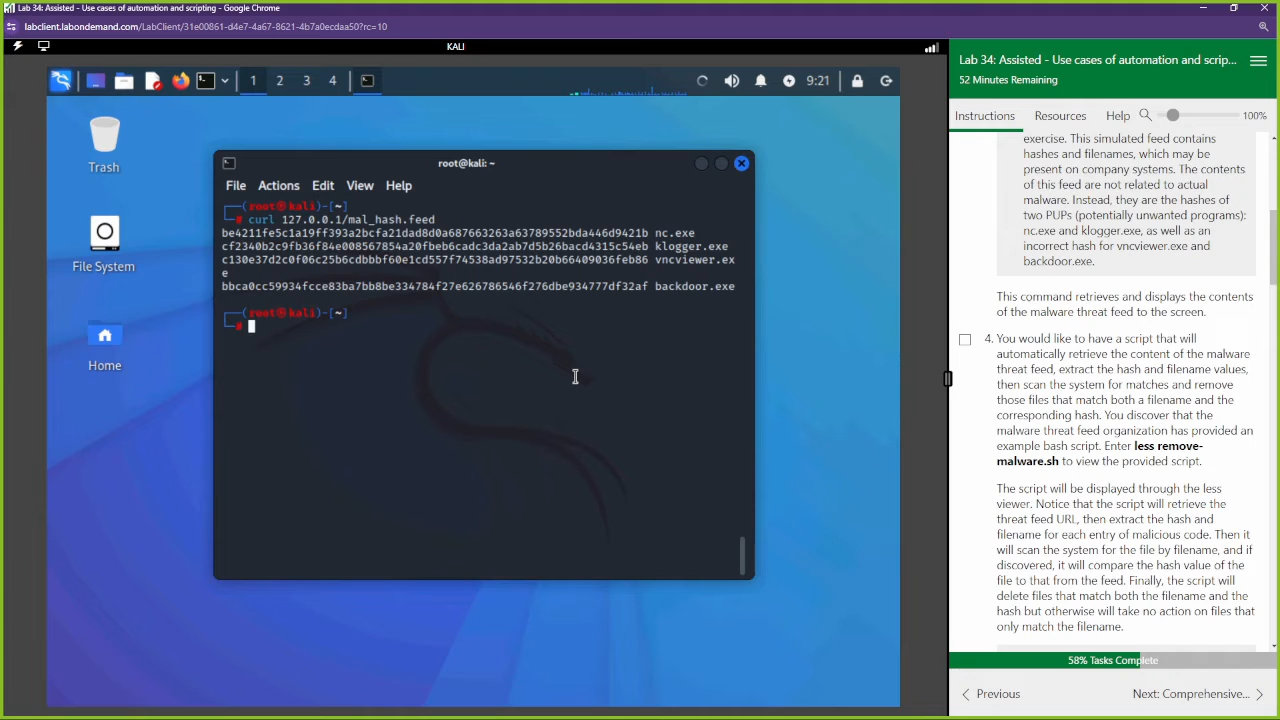 Lab 34: Assisted - Use cases of automation and scripting - Google Chrome
labclient.labondemand.com/LabClient/31e00861-d4e7-4a67-8621-4b7a0ecdaa50?rc=10
KALI
1 2 3 4
9:21
Trash
File System
Home
root@kali: ~
File Actions Edit View Help
(root㉿kali)-[~]
# curl 127.0.0.1/mal_hash.feed
be4211fe5c1a19ff393a2bcfa21dad8d0a687663263a63789552bda446d9421b nc.exe
cf2340b2c9fb36f84e008567854a20fbeb6cadc3da2ab7d5b26bacd4315c54eb klogger.exe
c130e37d2c0f06c25b6cdbbbf60e1cd557f74538ad97532b20b66409036feb86 vncviewer.ex
e
bbca0cc59934fcce83ba7bb8be334784f27e626786546f276dbe934777df32af backdoor.exe
(root㉿kali)-[~]
#
Lab 34: Assisted - Use cases of automation and scrip...
52 Minutes Remaining
Instructions Resources Help 100%
exercise. This simulated feed contains
hashes and filenames, which may be
present on company systems. The contents
of this feed are not related to actual
malware. Instead, they are the hashes of
two PUPs (potentially unwanted programs):
nc.exe and klogger.exe, as well as an
incorrect hash for vncviewer.exe and
backdoor.exe.
This command retrieves and displays the contents
of the malware threat feed to the screen.
4. You would like to have a script that will
automatically retrieve the content of the malware
threat feed, extract the hash and filename values,
then scan the system for matches and remove
those files that match both a filename and the
corresponding hash. You discover that the
malware threat feed organization has provided an
example bash script. Enter less remove-
malware.sh to view the provided script.
The script will be displayed through the less
viewer. Notice that the script will retrieve the
threat feed URL, then extract the hash and
filename for each entry of malicious code. Then it
will scan the system for the file by filename, and if
discovered, it will compare the hash value of the
file to that from the feed. Finally, the script will
delete files that match both the filename and the
hash but otherwise will take no action on files that
only match the filename.
58% Tasks Complete
Previous Next: Comprehensive...